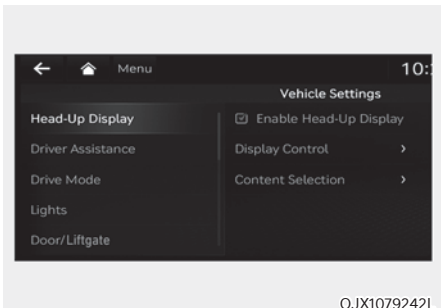 Menu
10:
Vehicle Settings
Head-Up Display
Enable Head-Up Display
Driver Assistance
Display Control
Drive Mode
Content Selection
Lights
Door/Liftgate
OJX1079242L